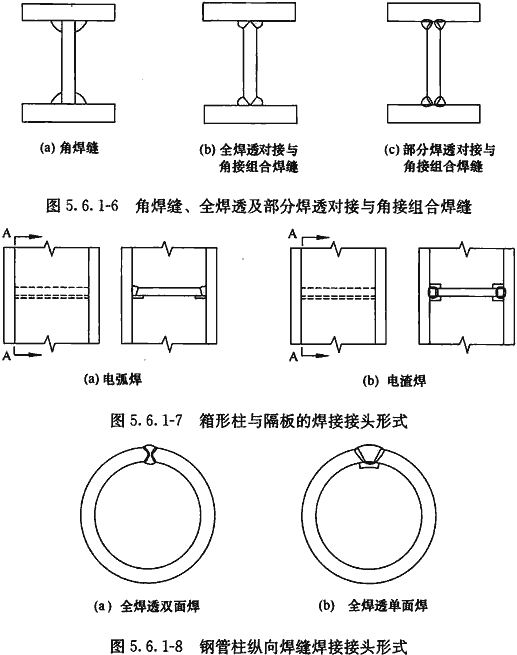 (a) 角焊缝
(b) 全焊透对接与
角接组合焊缝
(c) 部分焊透对接与
角接组合焊缝
图 5.6.1-6 角焊缝、全焊透及部分焊透对接与角接组合焊缝
A
A
A
A
(a) 电弧焊
(b) 电渣焊
图 5.6.1-7 箱形柱与隔板的焊接接头形式
(a) 全焊透双面焊
(b) 全焊透单面焊
图 5.6.1-8 钢管柱纵向焊缝焊接接头形式